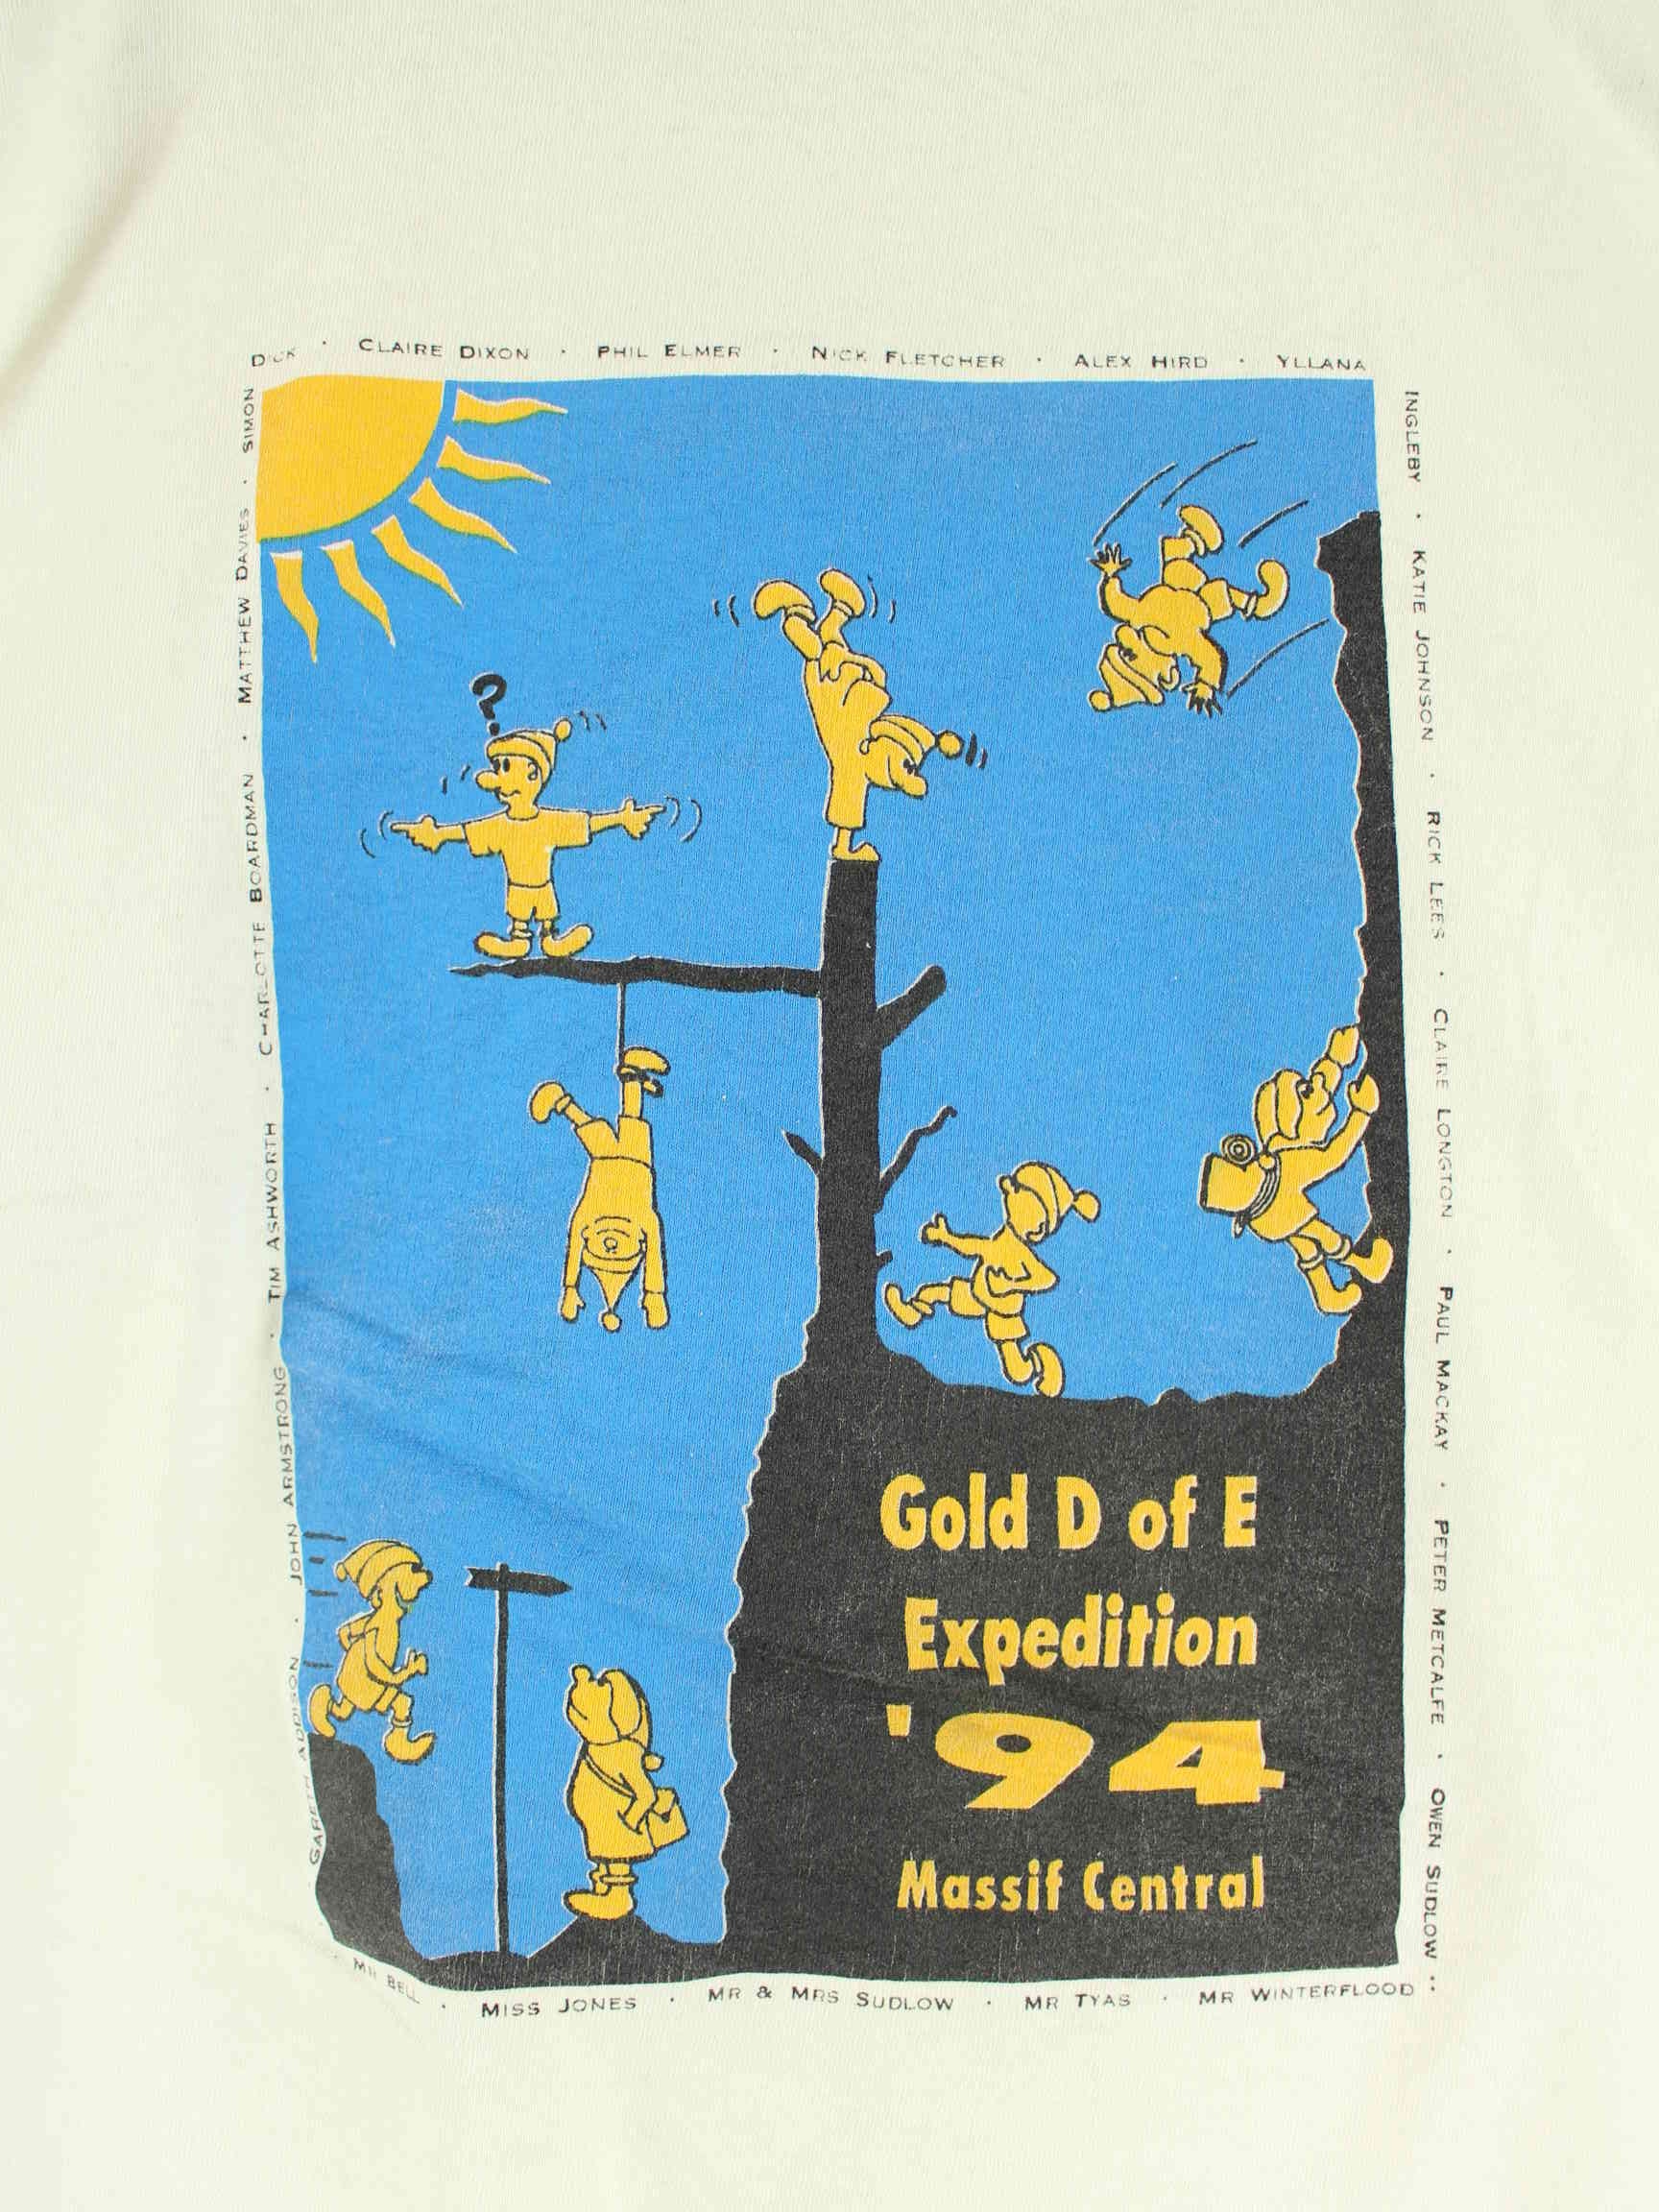 GARETH ADDISON · JOHN ARMSTRONG · TIM ASHWORTH · CHARLOTTE BOARDMAN · MATTHEW DAVIES · SIMON
DICK · CLAIRE DIXON · PHIL ELMER · NICK FLETCHER · ALEX HIRD · YLLANA
INGLEBY · KATIE JOHNSON · RICK LEES · CLAIRE LONGTON · PAUL MACKAY · PETER METCALFE · OWEN SUDLOW :
?
Gold D of E
Expedition
'94
Massif Central
MR BELL · MISS JONES · MR & MRS SUDLOW · MR TYAS · MR WINTERFLOOD